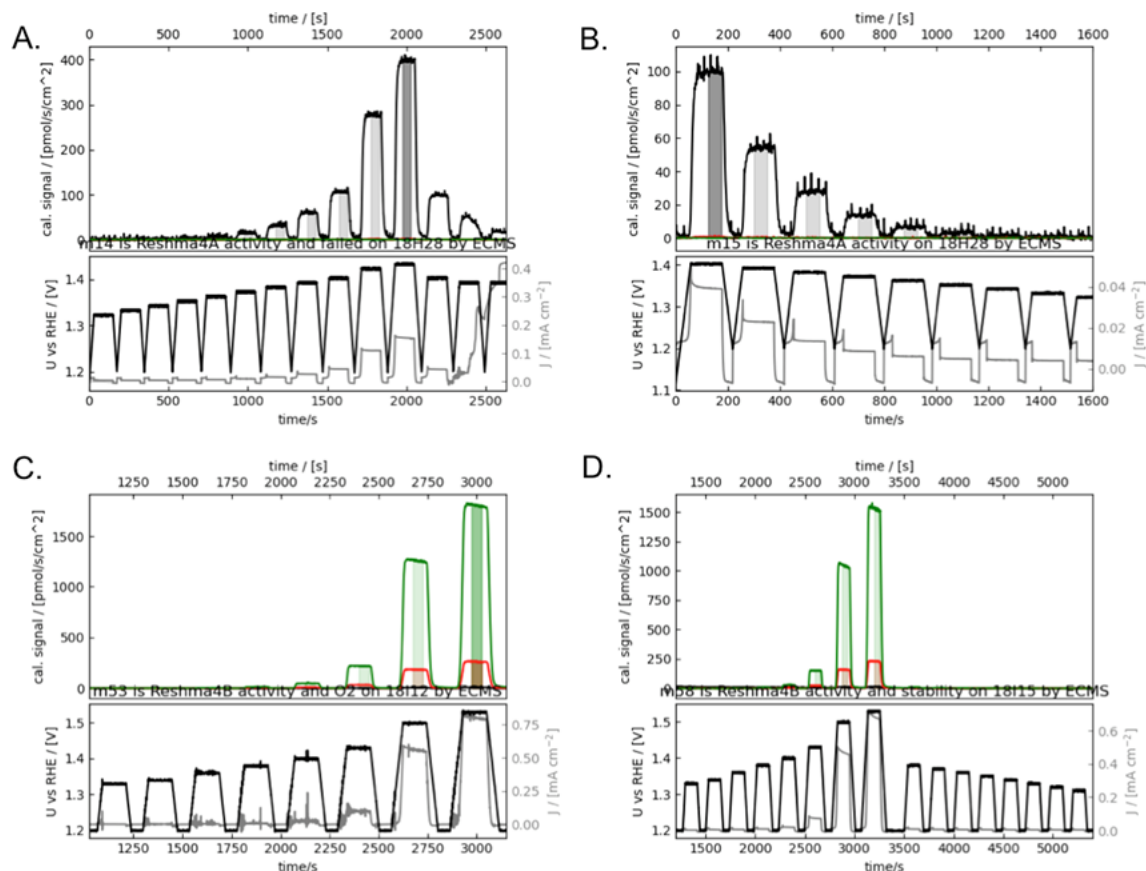 A.
time / [s]
0 500 1000 1500 2000 2500
cal. signal / [pmol/s/cm^2]
400
300
200
100
0
m14 is Reshma4A activity and failed on 18H28 by ECMS
U vs RHE / [V]
1.4
1.3
1.2
J / [mA cm⁻²]
0.4
0.3
0.2
0.1
0.0
0 500 1000 1500 2000 2500
time/s
B.
time / [s]
0 200 400 600 800 1000 1200 1400 1600
cal. signal / [pmol/s/cm^2]
100
80
60
40
20
0
m15 is Reshma4A activity on 18H28 by ECMS
U vs RHE / [V]
1.4
1.3
1.2
1.1
J / [mA cm⁻²]
0.04
0.02
0.00
0 200 400 600 800 1000 1200 1400 1600
time/s
C.
time / [s]
1250 1500 1750 2000 2250 2500 2750 3000
cal. signal / [pmol/s/cm^2]
1500
1000
500
0
m53 is Reshma4B activity and O2 on 18I12 by ECMS
U vs RHE / [V]
1.5
1.4
1.3
1.2
J / [mA cm⁻²]
0.75
0.50
0.25
0.00
1250 1500 1750 2000 2250 2500 2750 3000
time/s
D.
time / [s]
1500 2000 2500 3000 3500 4000 4500 5000
cal. signal / [pmol/s/cm^2]
1500
1250
1000
750
500
250
0
m58 is Reshma4B activity and stability on 18I15 by ECMS
U vs RHE / [V]
1.5
1.4
1.3
1.2
J / [mA cm⁻²]
0.6
0.4
0.2
0.0
1500 2000 2500 3000 3500 4000 4500 5000
time/s